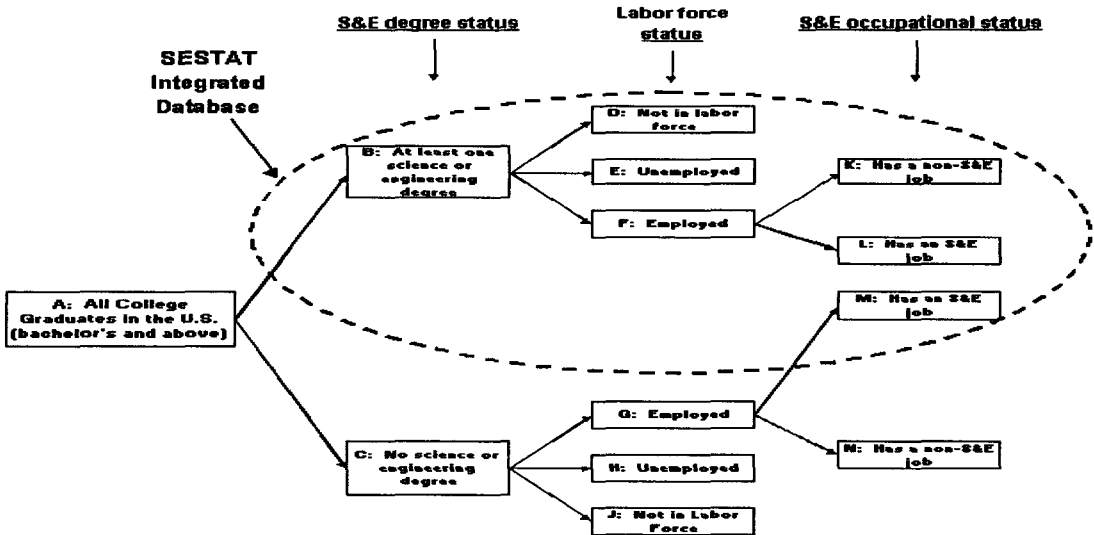 S&E degree status
Labor force
status
S&E occupational status
SESTAT
Integrated
Database
B: At least one
science or
engineering
degree
D: Not in labor
force
E: Unemployed
F: Employed
K: Has a non-S&E
job
L: Has an S&E
job
A: All College
Graduates in the U.S.
(bachelor's and above)
M: Has an S&E
job
C: No science or
engineering
degree
G: Employed
H: Unemployed
J: Not in Labor
Force
N: Has a non-S&E
job